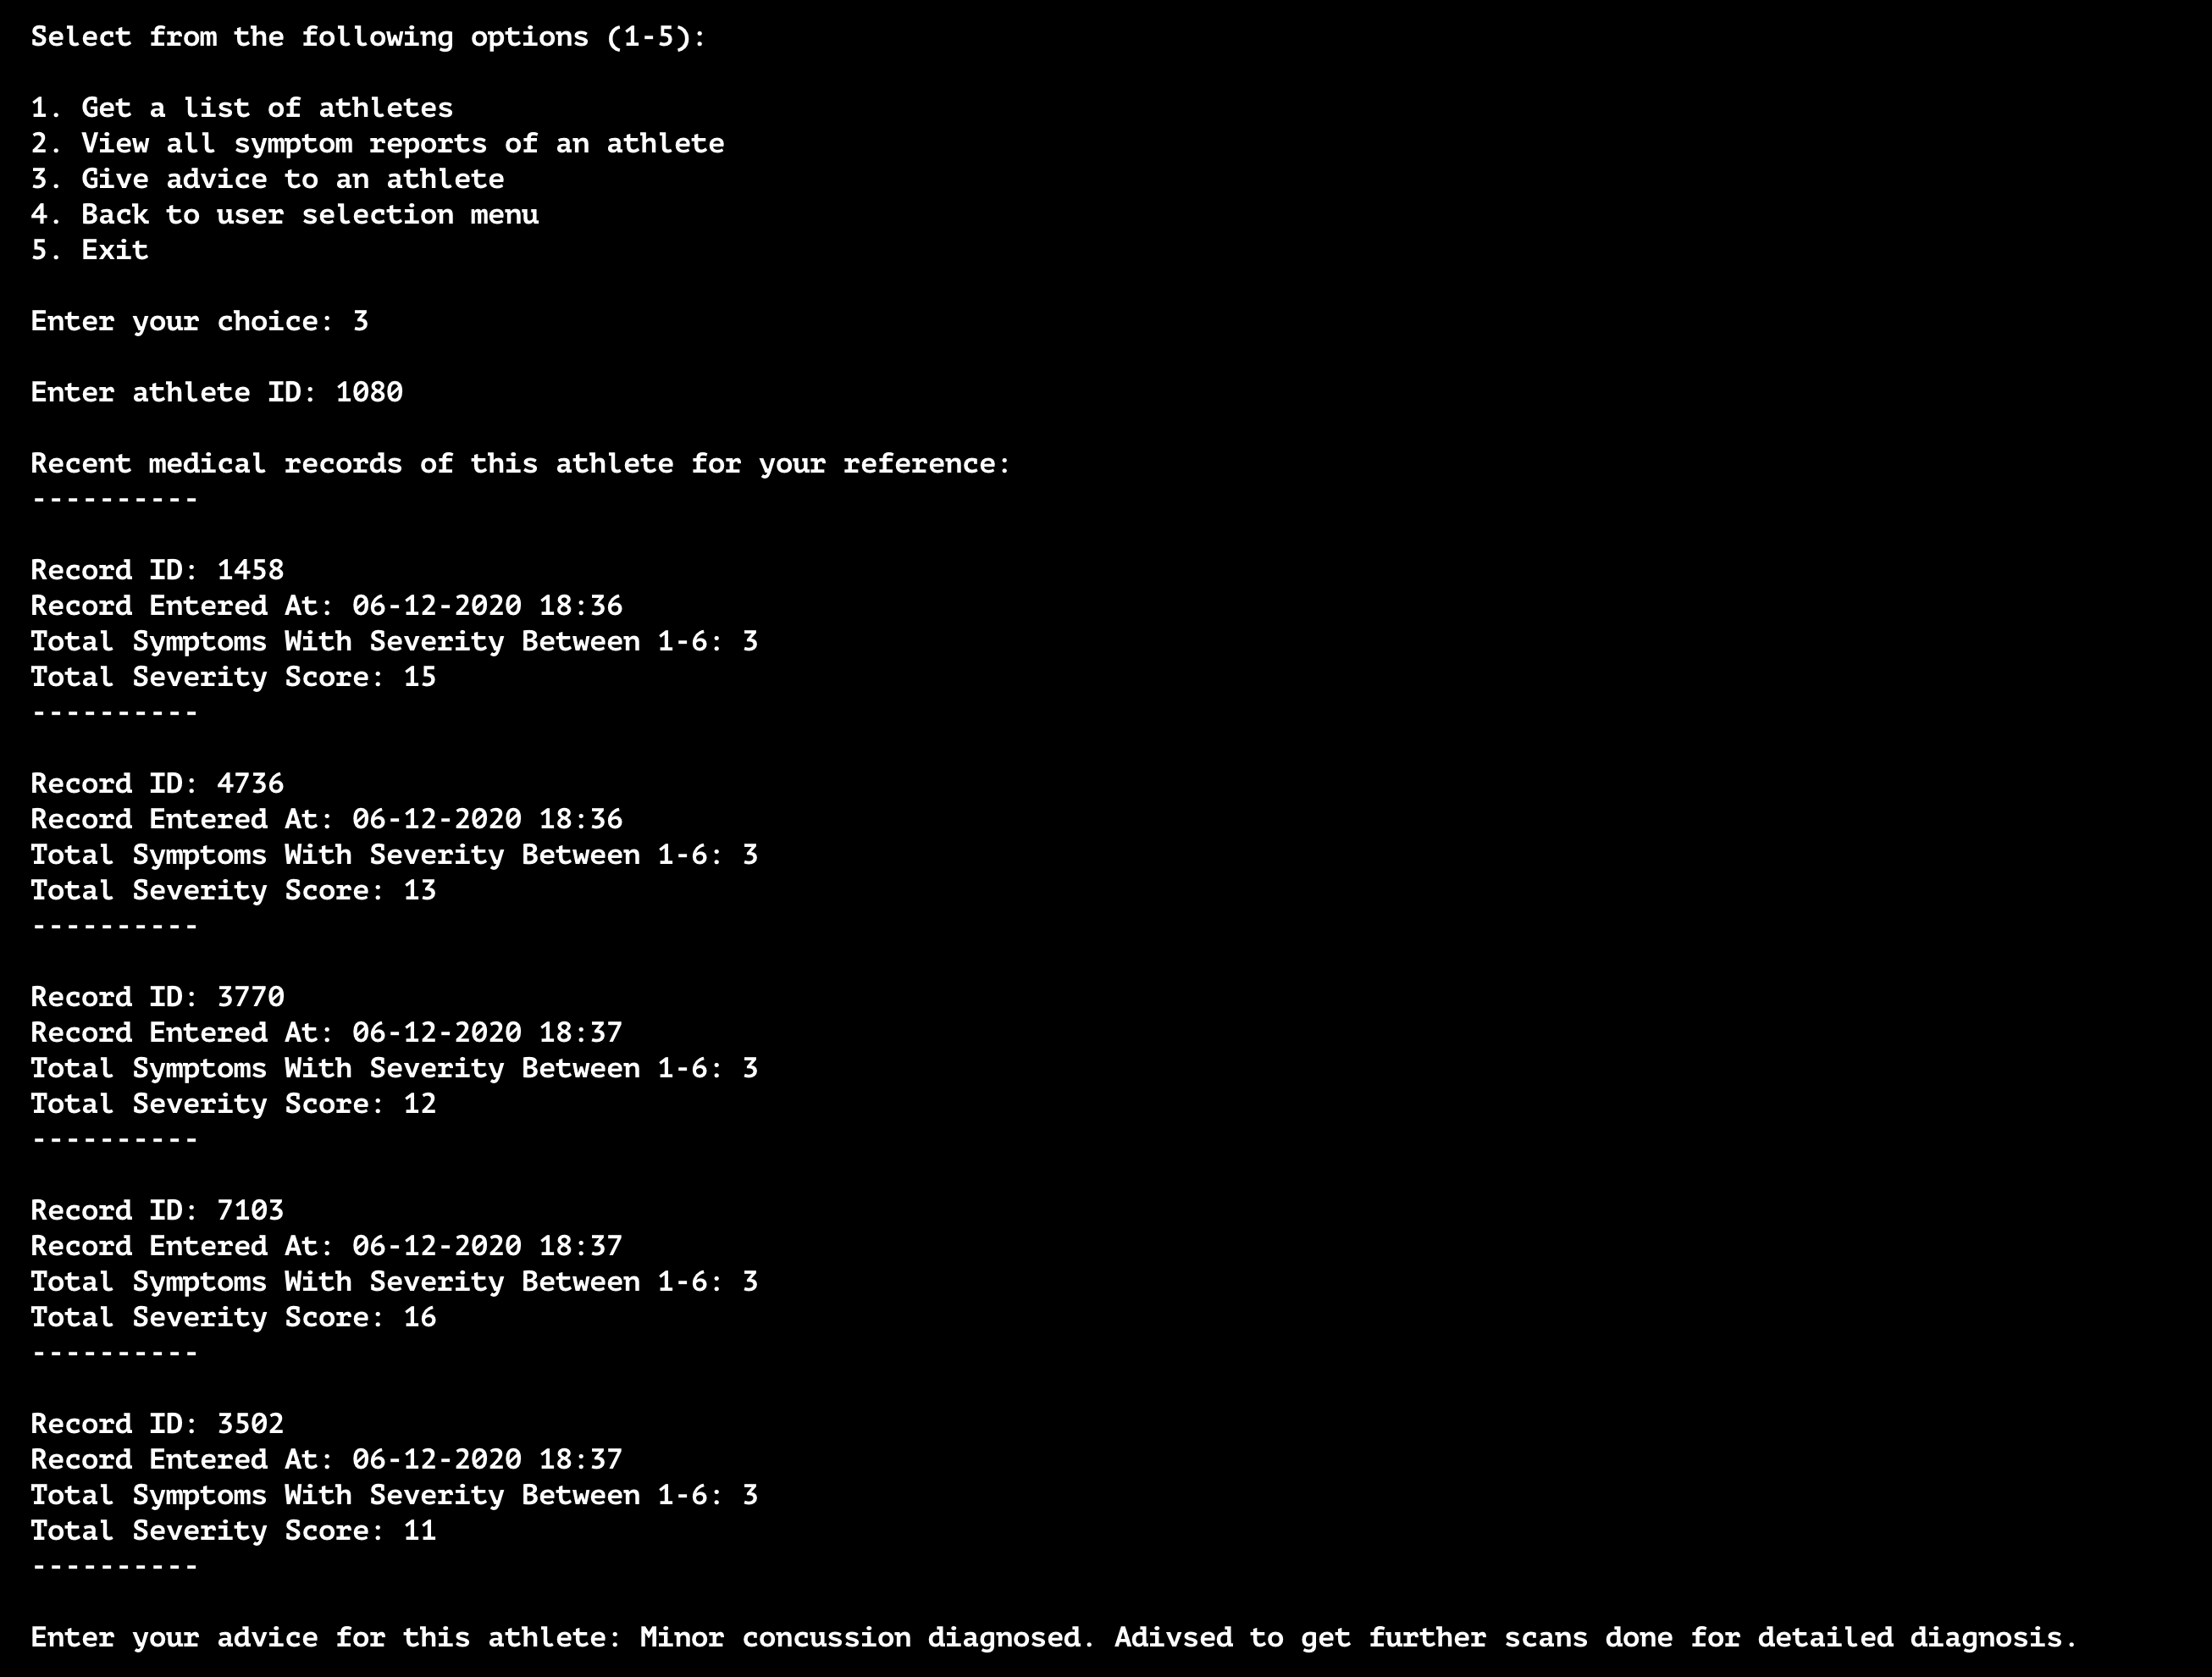 Select from the following options (1-5):
1. Get a list of athletes
2. View all symptom reports of an athlete
3. Give advice to an athlete
4. Back to user selection menu
5. Exit
Enter your choice: 3
Enter athlete ID: 1080
Recent medical records of this athlete for your reference:
----------
Record ID: 1458
Record Entered At: 06-12-2020 18:36
Total Symptoms With Severity Between 1-6: 3
Total Severity Score: 15
----------
Record ID: 4736
Record Entered At: 06-12-2020 18:36
Total Symptoms With Severity Between 1-6: 3
Total Severity Score: 13
----------
Record ID: 3770
Record Entered At: 06-12-2020 18:37
Total Symptoms With Severity Between 1-6: 3
Total Severity Score: 12
----------
Record ID: 7103
Record Entered At: 06-12-2020 18:37
Total Symptoms With Severity Between 1-6: 3
Total Severity Score: 16
----------
Record ID: 3502
Record Entered At: 06-12-2020 18:37
Total Symptoms With Severity Between 1-6: 3
Total Severity Score: 11
----------
Enter your advice for this athlete: Minor concussion diagnosed. Adivsed to get further scans done for detailed diagnosis.